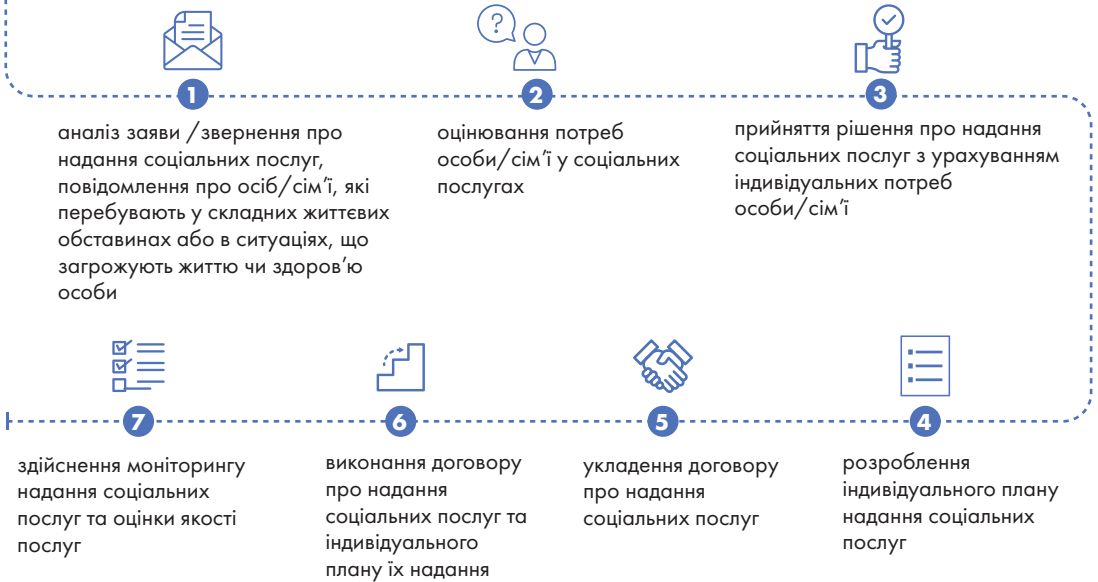 ?
1
аналіз заяви /звернення про
надання соціальних послуг,
повідомлення про осіб/сім’ї, які
перебувають у складних життєвих
обставинах або в ситуаціях, що
загрожують життю чи здоров’ю
особи
2
оцінювання потреб
особи/сім’ї у соціальних
послугах
3
прийняття рішення про надання
соціальних послуг з урахуванням
індивідуальних потреб
особи/сім’ї
4
розроблення
індивідуального плану
надання соціальних
послуг
5
укладення договору
про надання
соціальних послуг
6
виконання договору
про надання
соціальних послуг та
індивідуального
плану їх надання
7
здійснення моніторингу
надання соціальних
послуг та оцінки якості
послуг